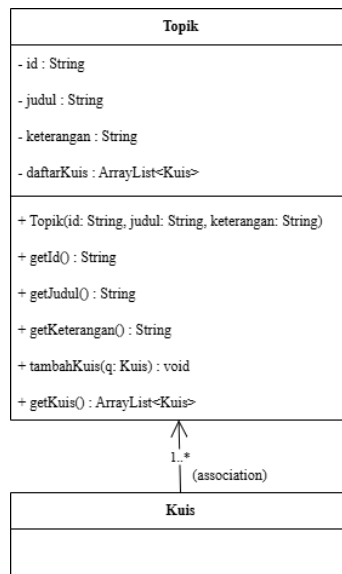 Topik
- id : String
- judul : String
- keterangan : String
- daftarKuis : ArrayList<Kuis>
+ Topik(id: String, judul: String, keterangan: String)
+ getId() : String
+ getJudul() : String
+ getKeterangan() : String
+ tambahKuis(q: Kuis) : void
+ getKuis() : ArrayList<Kuis>
1..*
(association)
Kuis